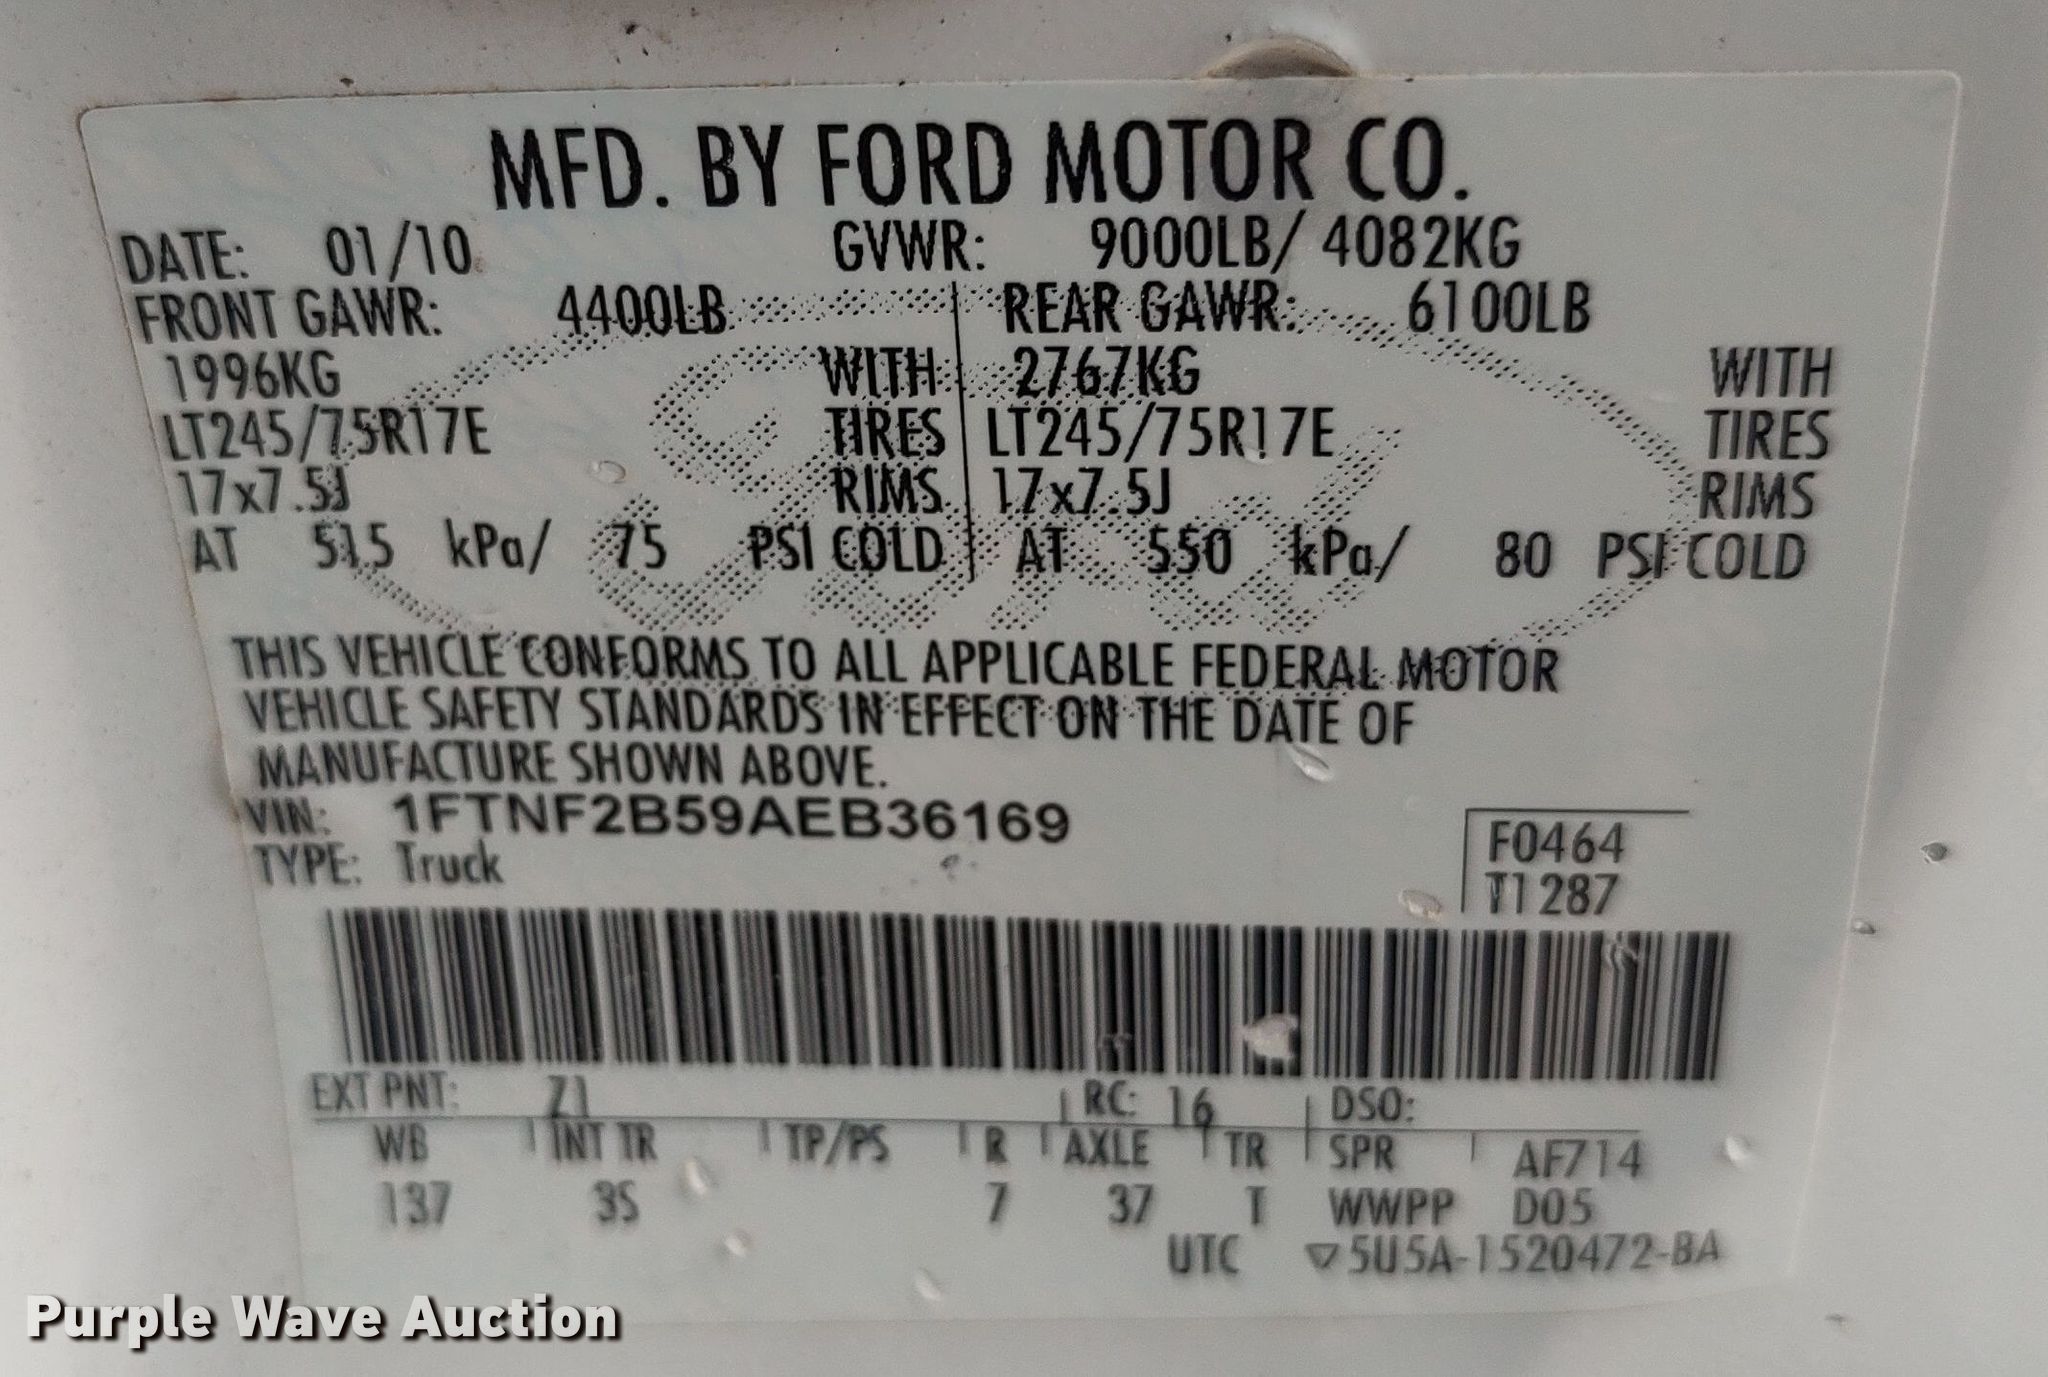 MFD. BY FORD MOTOR CO.
DATE: 01/10 GVWR: 9000LB/ 4082KG
FRONT GAWR: 4400LB REAR GAWR: 6100LB
1996KG WITH 2767KG WITH
LT245/75R17E TIRES LT245/75R17E TIRES
17x7.5J RIMS 17x7.5J RIMS
AT 515 kPa/ 75 PSI COLD AT 550 kPa/ 80 PSI COLD
THIS VEHICLE CONFORMS TO ALL APPLICABLE FEDERAL MOTOR
VEHICLE SAFETY STANDARDS IN EFFECT ON THE DATE OF
MANUFACTURE SHOWN ABOVE.
VIN: 1FTNF2B59AEB36169
TYPE: Truck
F0464
T1287
EXT PNT: Z1 RC: 16 DSO:
WB INT TR TP/PS R AXLE TR SPR AF714
137 3S 7 37 T WWPP D05
UTC ▽5U5A-1520472-BA
Purple Wave Auction